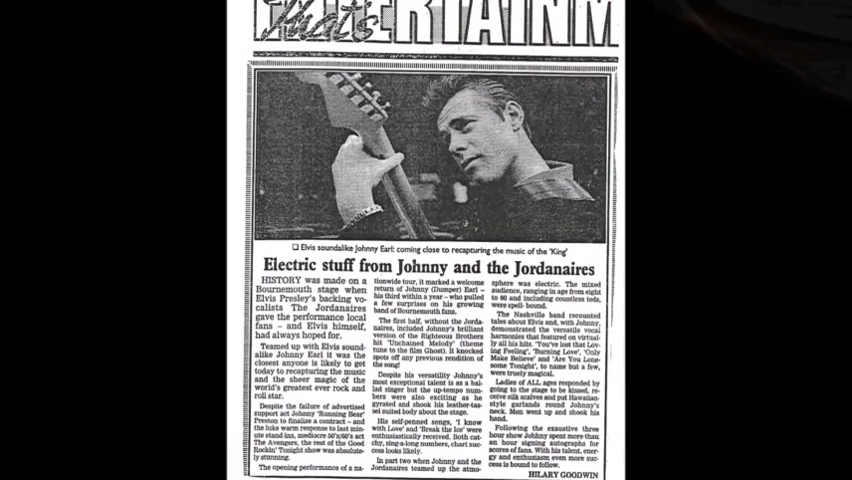 that's
ENTERTAINM
❑ Elvis soundalike Johnny Earl: coming close to recapturing the music of the 'King'
Electric stuff from Johnny and the Jordanaires
HISTORY was made on a
Bournemouth stage when
Elvis Presley's backing vo-
calists The Jordanaires
gave the performance local
fans – and Elvis himself,
had always hoped for.
Teamed up with Elvis sound-
alike Johnny Earl it was the
closest anyone is likely to get
today to recapturing the music
and the sheer magic of the
world's greatest ever rock and
roll star.
Despite the failure of advertised
support act Johnny 'Running Bear'
Preston to finalise a contract – and
the luke warm response to last min-
ute stand-ins, mediocre 50's/60's act
The Avengers, the rest of the Good
Rockin' Tonight show was absolute-
ly stunning.
The opening performance of a na-
tionwide tour, it marked a welcome
return of Johnny (Dumper) Earl –
his third within a year – who pulled
a few surprises on his growing
band of Bournemouth fans.
The first half, without the Jorda-
naires, included Johnny's brilliant
version of the Righteous Brothers
hit 'Unchained Melody' (theme
tune to the film Ghost). It knocked
spots off any previous rendition of
the song!
Despite his versatility Johnny's
most exceptional talent is as a bal-
lad singer but the up-tempo num-
bers were also exciting as he
gyrated and shook his leather-tas-
sel suited body about the stage.
His self-penned songs, 'I know
with Love' and 'Break the Ice' were
enthusiastically received. Both cat-
chy, sing-a-long numbers, chart suc-
cess looks likely.
In part two when Johnny and the
Jordanaires teamed up the atmo-
sphere was electric. The mixed
audience, ranging in age from eight
to 80 and including countless teds,
were spell- bound.
The Nashville band recounted
tales about Elvis and, with Johnny,
demonstrated the versatile vocal
harmonies that featured on virtual-
ly all his hits. 'You've lost that Lov-
ing Feeling', 'Burning Love', 'Only
Make Believe' and 'Are You Lone-
some Tonight', to name but a few,
were truely magical.
Ladies of ALL ages responded by
going to the stage to be kissed, re-
ceive silk scalves and put Hawaiian-
style garlands round Johnny's
neck. Men went up and shook his
hand.
Following the exaustive three
hour show Johnny spent more than
an hour signing autographs for
scores of fans. With his talent, ener-
gy and enthusiasm even more suc-
cess is bound to follow.
HILARY GOODWIN